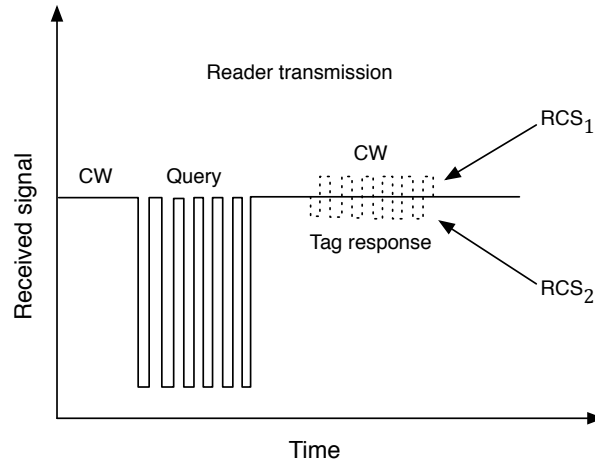 Reader transmission
RCS1
CW
CW
Query
Tag response
RCS2
Received signal
Time